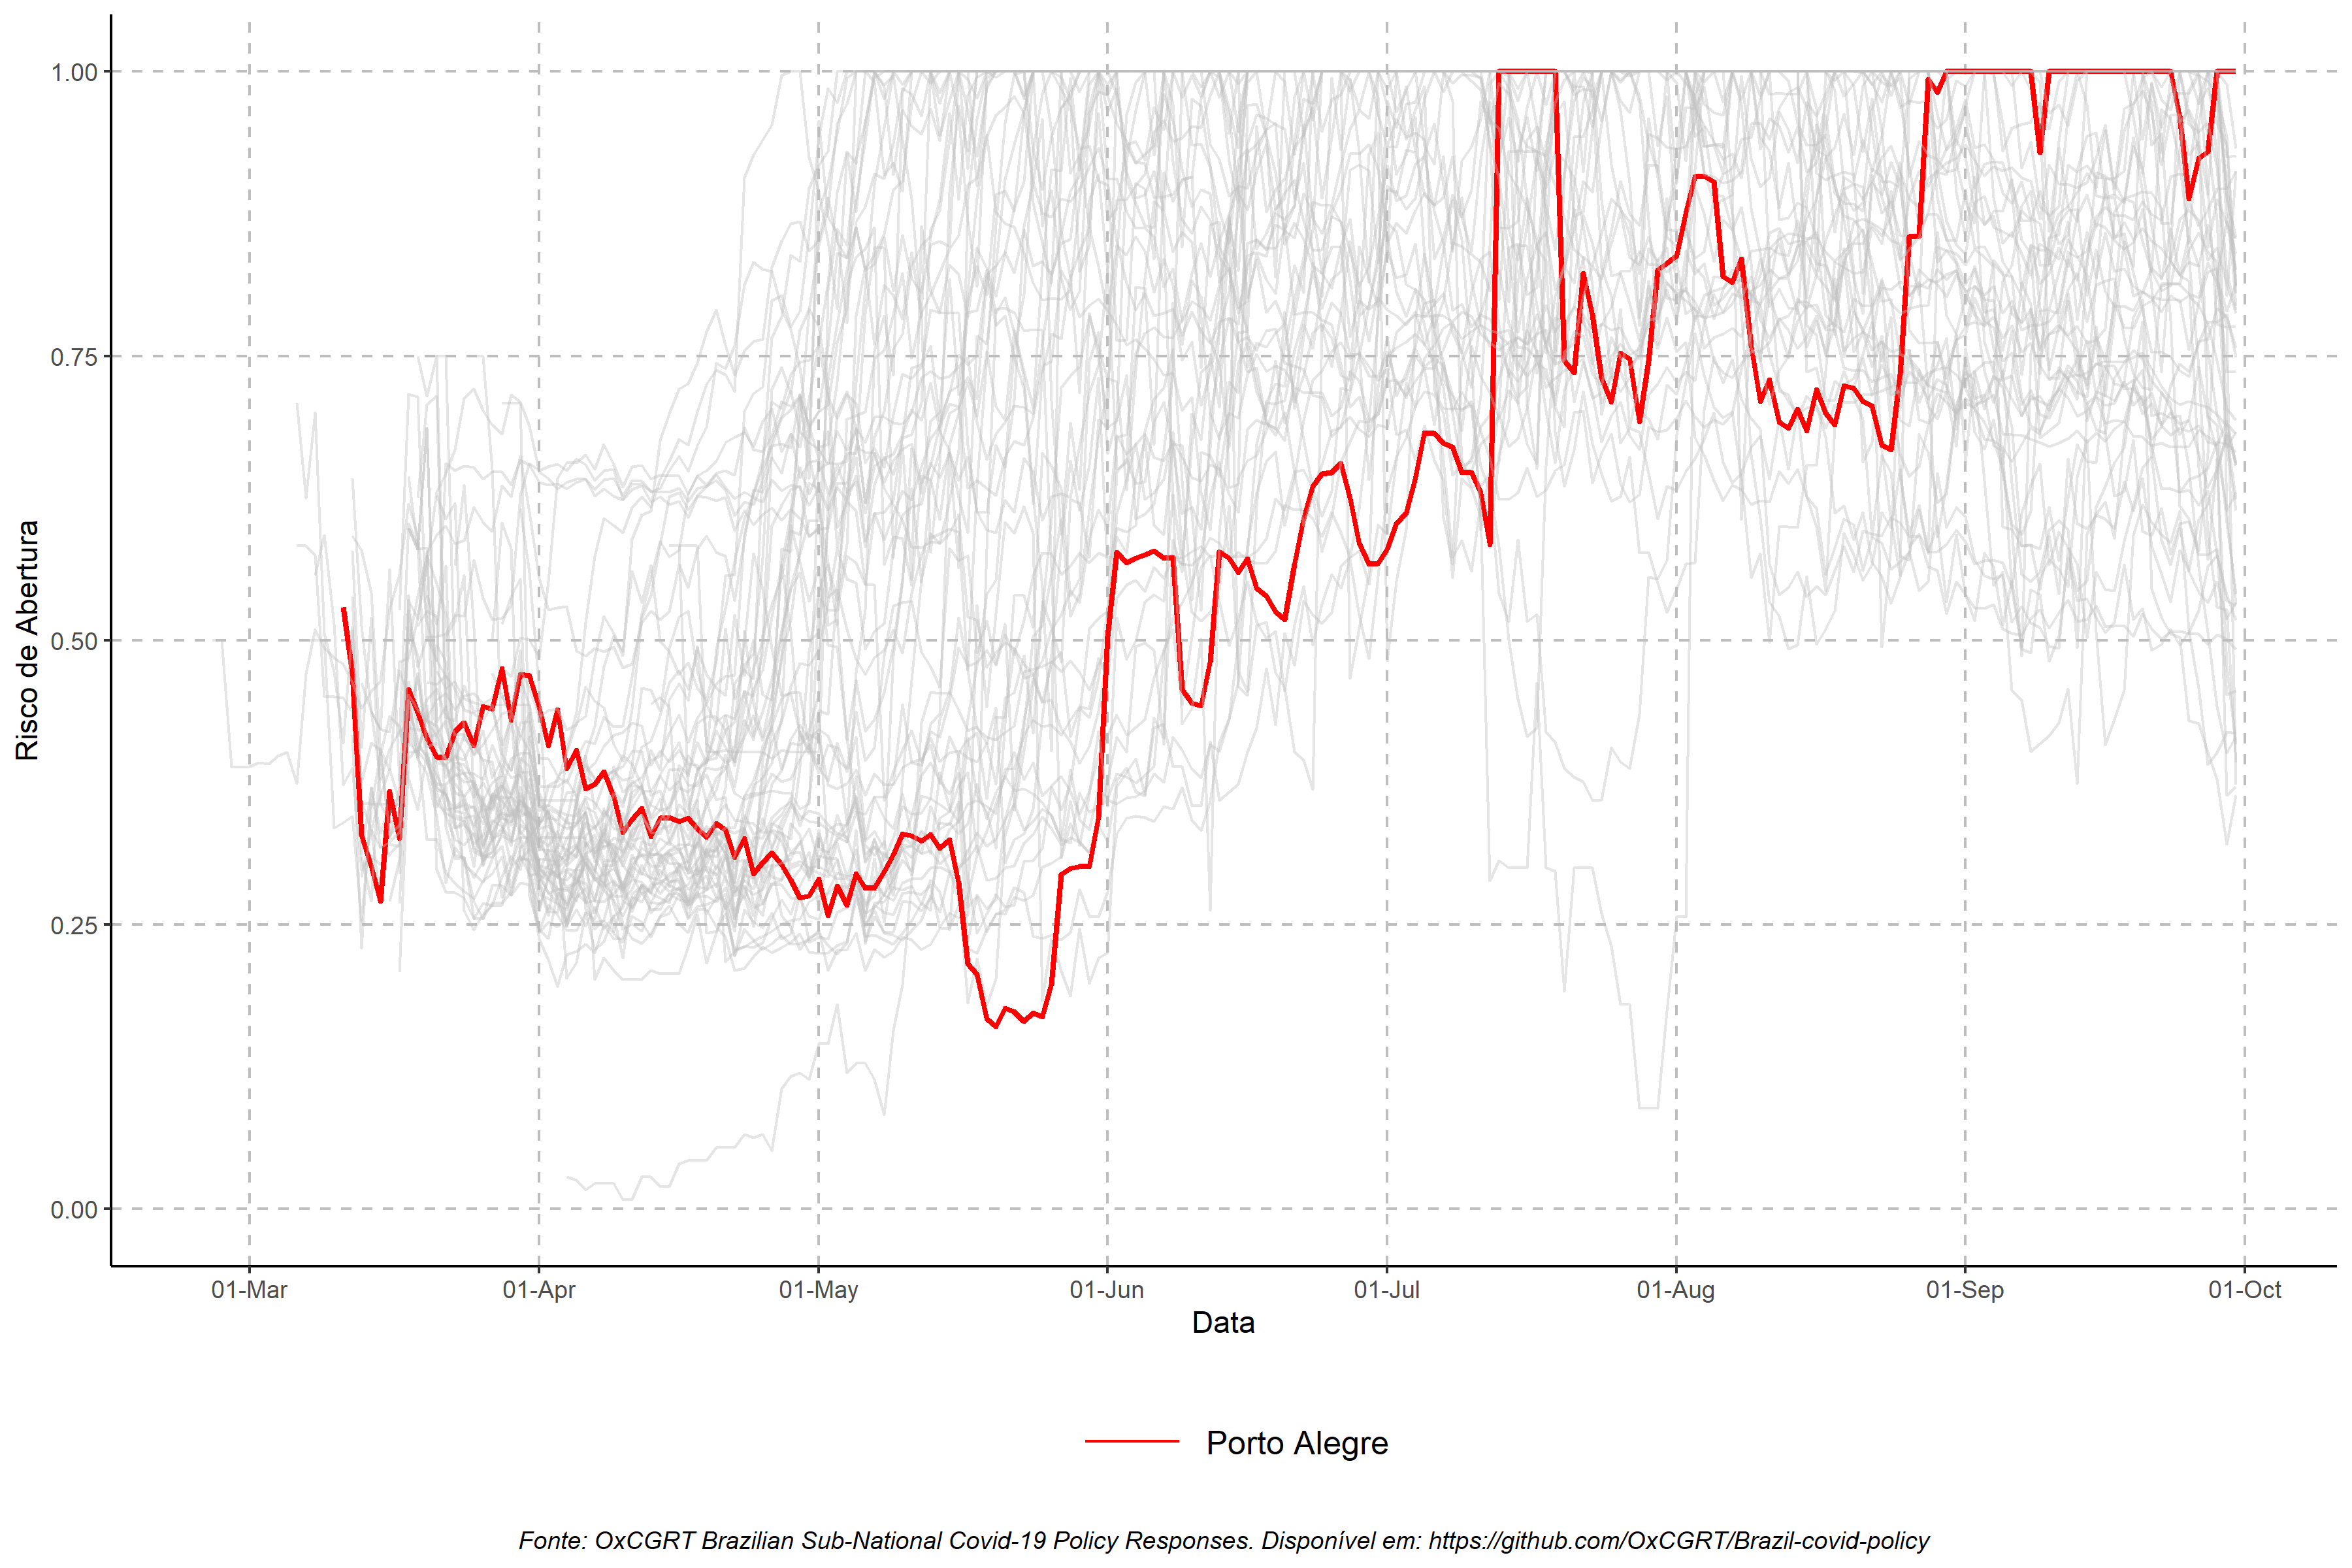 1.00
0.75
0.50
0.25
0.00
Risco de Abertura
01-Mar 01-Apr 01-May 01-Jun 01-Jul 01-Aug 01-Sep 01-Oct
Data
Porto Alegre
Fonte: OxCGRT Brazilian Sub-National Covid-19 Policy Responses. Disponível em: https://github.com/OxCGRT/Brazil-covid-policy